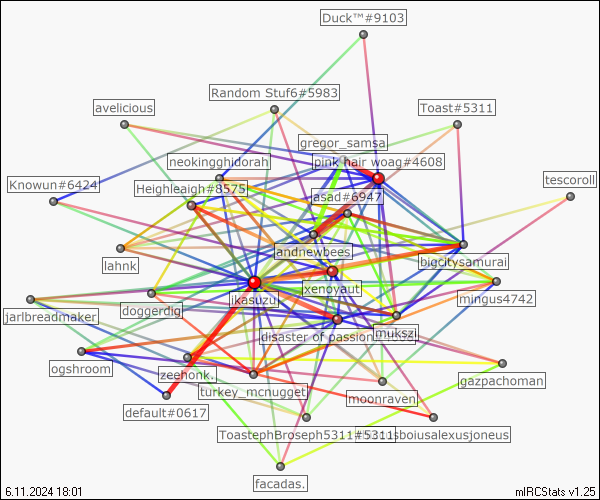 Duck™#9103
Random Stuf6#5983
avelicious
Toast#5311
gregor_samsa
neokingghidorah
pink hair woag#4608
tescoroll
Knowun#6424
Heighleaigh#8575
jasad#6947
andnewbees
bigcitysamurai
lahnk
xenoyaut
ikasuzu
mingus4742
doggerdig
jarlbreadmaker
mukszi
disaster of passion
ogshroom
zeehonk.
gazpachoman
turkey_mcnugget
moonraven
default#0617
ToastephBroseph5311#5311
boiusalexusjoneus
facadas.
6.11.2024 18:01
mIRCStats v1.25